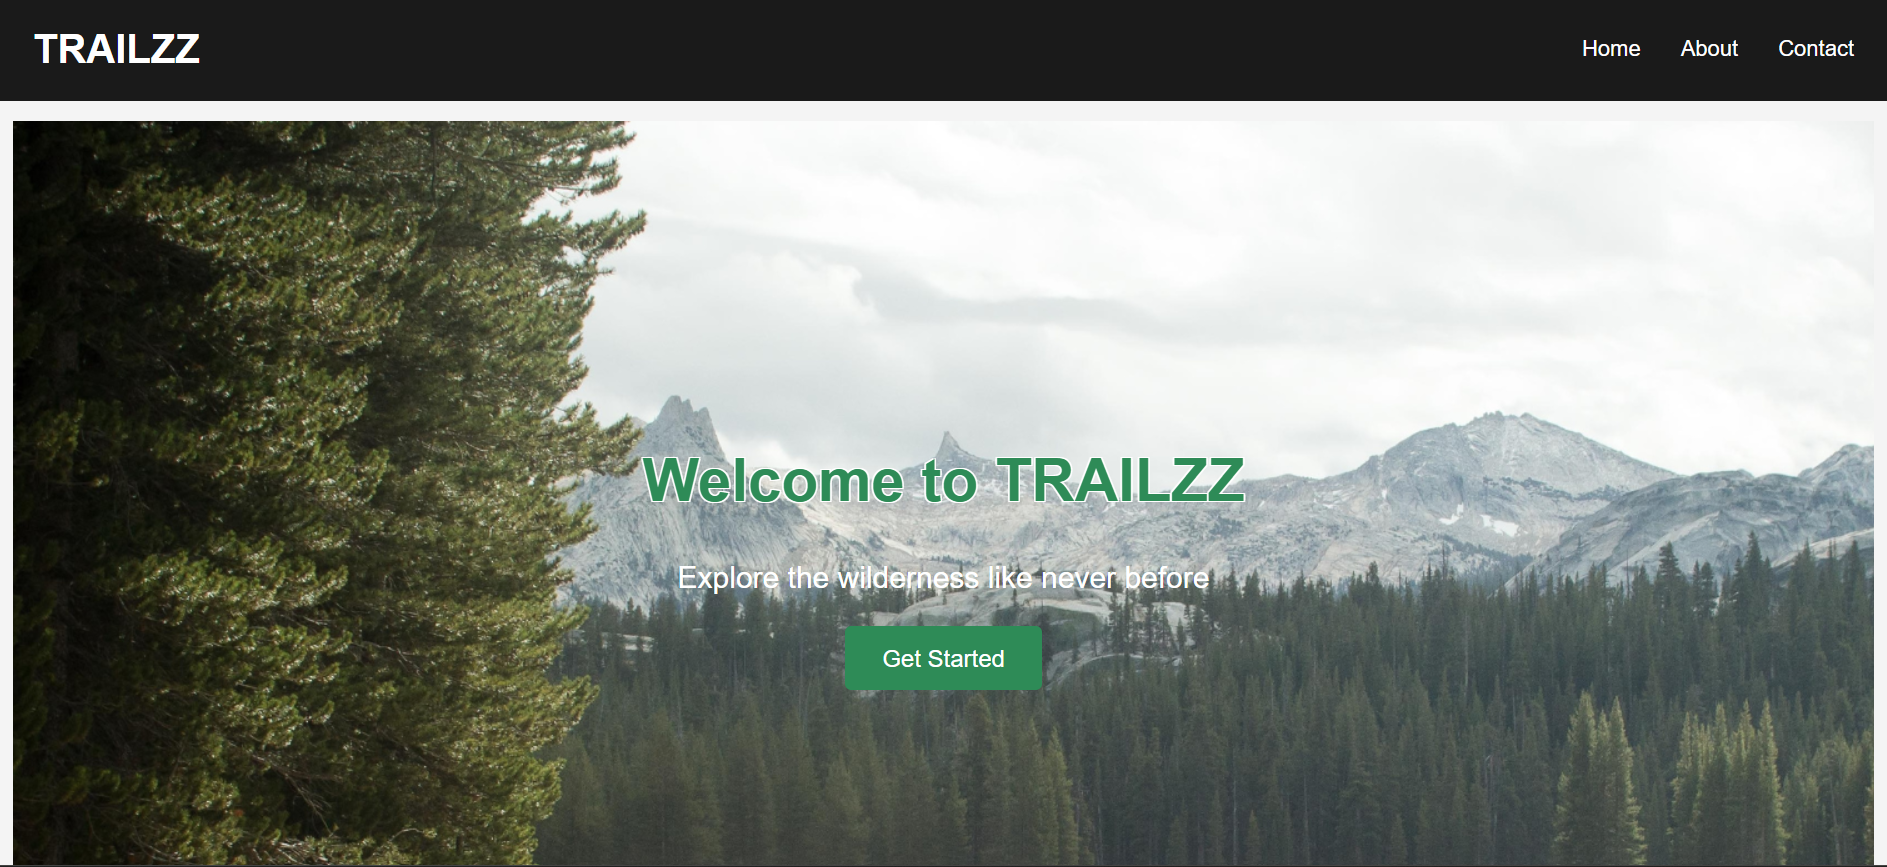 TRAILZZ
Home About Contact
Welcome to TRAILZZ
Explore the wilderness like never before
Get Started